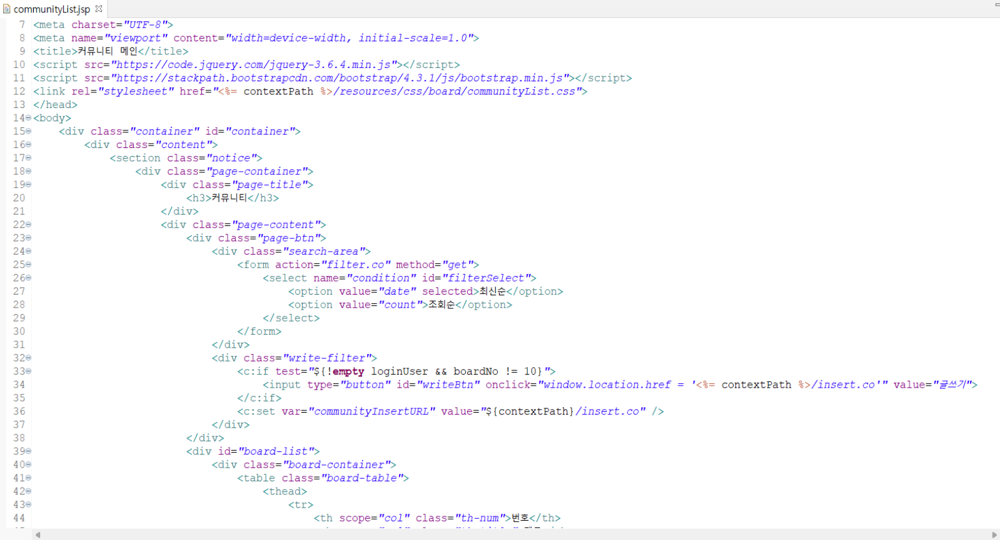 communityList.jsp
7 <meta charset="UTF-8">
8 <meta name="viewport" content="width=device-width, initial-scale=1.0">
9 <title>커뮤니티 메인</title>
10 <script src="https://code.jquery.com/jquery-3.6.4.min.js"></script>
11 <script src="https://stackpath.bootstrapcdn.com/bootstrap/4.3.1/js/bootstrap.min.js"></script>
12 <link rel="stylesheet" href="<%= contextPath %>/resources/css/board/communityList.css">
13 </head>
14 <body>
15 <div class="container" id="container">
16 <div class="content">
17 <section class="notice">
18 <div class="page-container">
19 <div class="page-title">
20 <h3>커뮤니티</h3>
21 </div>
22 <div class="page-content">
23 <div class="page-btn">
24 <div class="search-area">
25 <form action="filter.co" method="get">
26 <select name="condition" id="filterSelect">
27 <option value="date" selected>최신순</option>
28 <option value="count">조회순</option>
29 </select>
30 </form>
31 </div>
32 <div class="write-filter">
33 <c:if test="${!empty loginUser && boardNo != 10}">
34 <input type="button" id="writeBtn" onclick="window.location.href = '<%= contextPath %>/insert.co'" value="글쓰기">
35 </c:if>
36 <c:set var="communityInsertURL" value="${contextPath}/insert.co" />
37 </div>
38 </div>
39 <div id="board-list">
40 <div class="board-container">
41 <table class="board-table">
42 <thead>
43 <tr>
44 <th scope="col" class="th-num">번호</th>